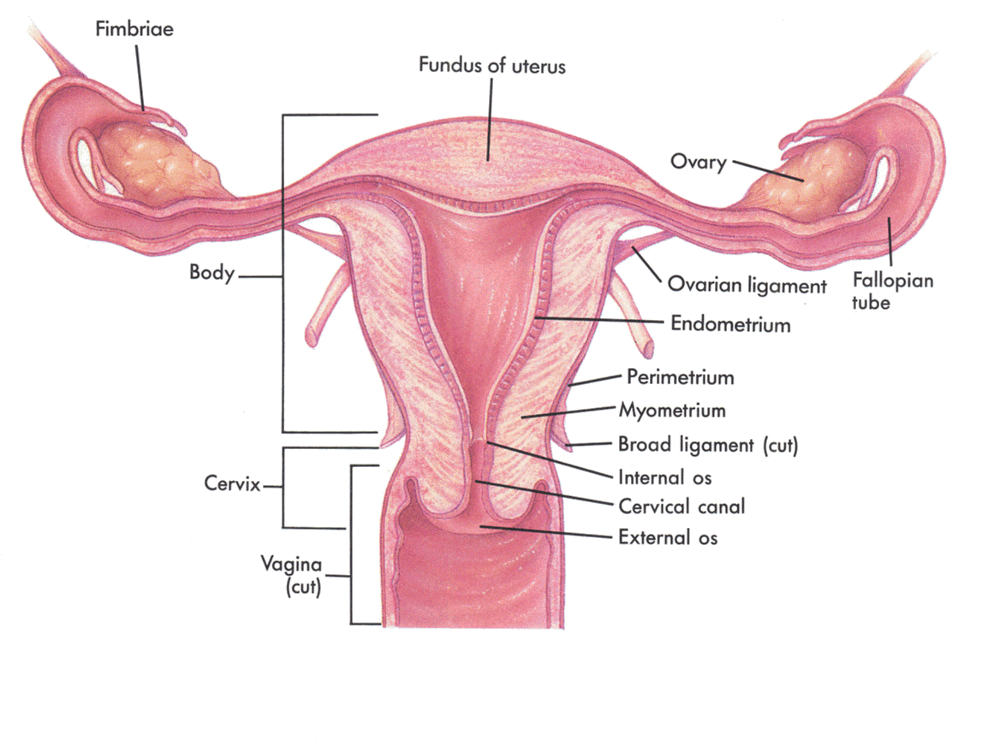 Fimbriae
Fundus of uterus
Ovary
Body
Ovarian ligament
Fallopian
tube
Endometrium
Perimetrium
Myometrium
Broad ligament (cut)
Internal os
Cervix
Cervical canal
External os
Vagina
(cut)